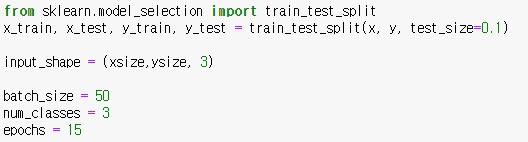 from sklearn.model_selection import train_test_split
x_train, x_test, y_train, y_test = train_test_split(x, y, test_size=0.1)
input_shape = (xsize,ysize, 3)
batch_size = 50
num_classes = 3
epochs = 15